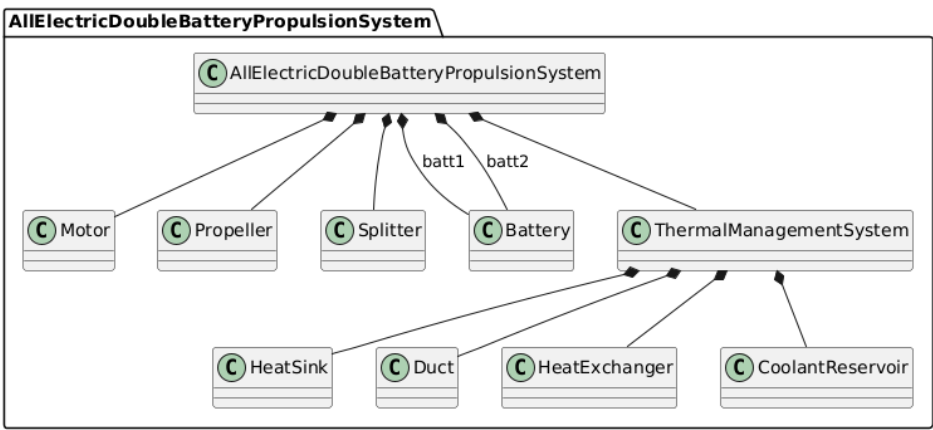 AllElectricDoubleBatteryPropulsionSystem
C AllElectricDoubleBatteryPropulsionSystem
batt1 batt2
C Motor C Propeller C Splitter C Battery C ThermalManagementSystem
C HeatSink C Duct C HeatExchanger C CoolantReservoir